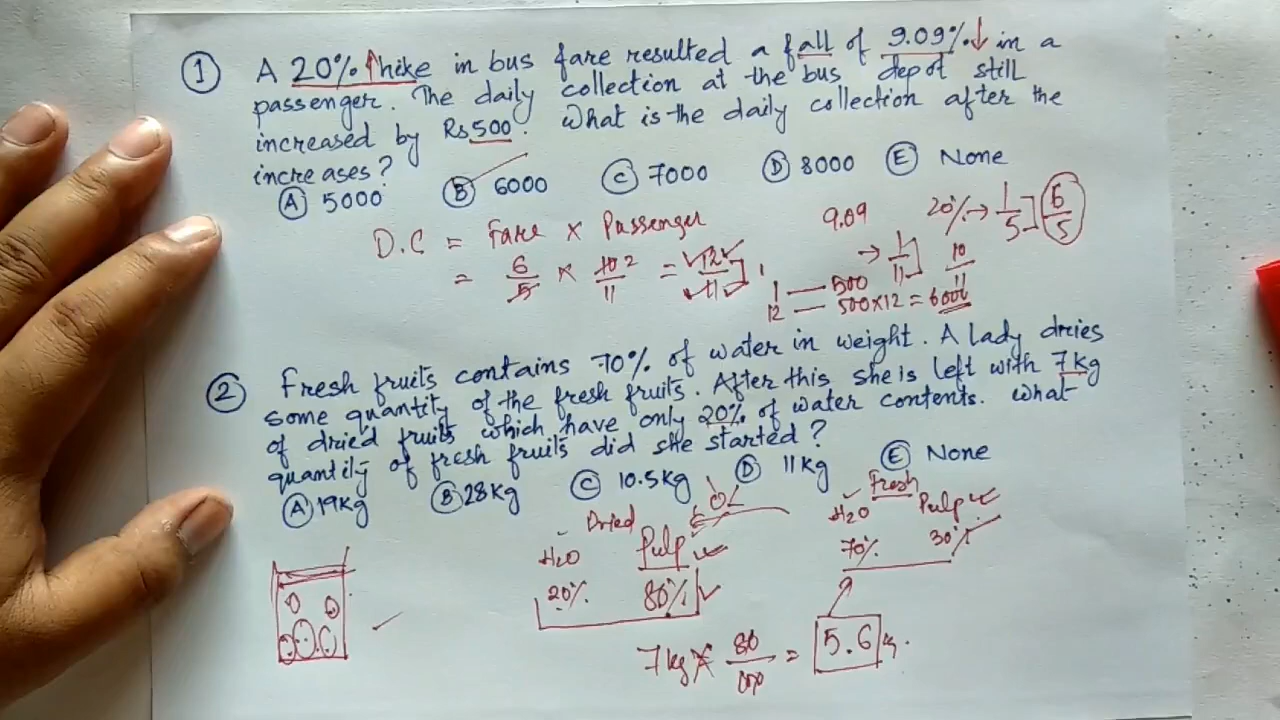 ① A 20%↑hike in bus fare resulted a fall of 9.09%↓ in a
passenger. The daily collection at the bus depot still
increased by Rs500. What is the daily collection after the
increases?
Ⓐ 5000 Ⓑ 6000 Ⓒ 7000 Ⓓ 8000 Ⓔ None
D.C = Fare × Passenger
= 6/5 × 10/11 2 = 12/11 ] 1
9.09
→ 1/11 ] 10/11
20% → 1/5 ] 6/5
1 — 500
12 — 500×12 = 6000
② Fresh fruits contains 70% of water in weight. A lady dries
some quantity of the fresh fruits. After this she is left with 7kg
of dried fruits which have only 20% of water contents. What
quantity of fresh fruits did she started?
Ⓐ 19kg Ⓑ 28kg Ⓒ 10.5kg Ⓓ 11kg Ⓔ None
Dried
H₂O Pulp
20% 80%
Fresh
H₂O Pulp
70% 30%
7kg × 80/100 = 5.6